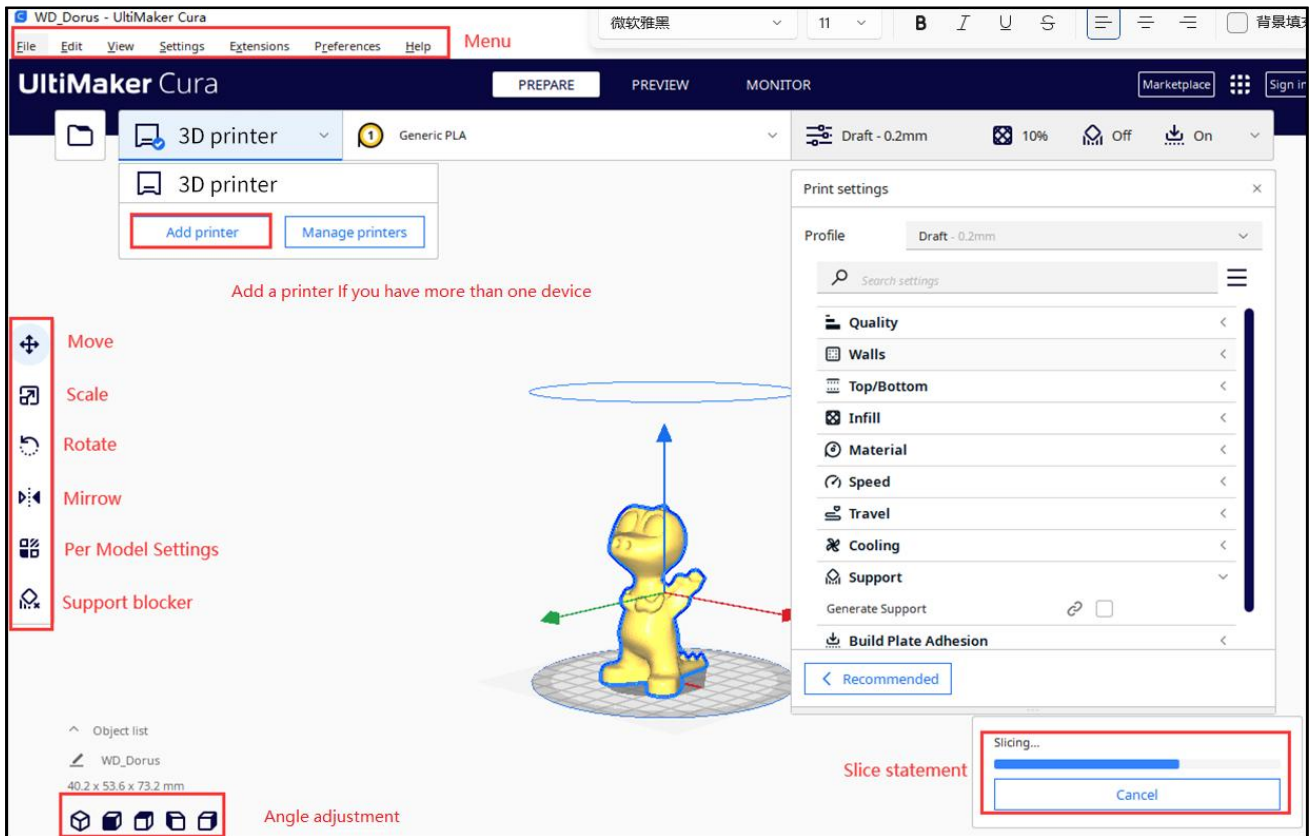 WD_Dorus - UltiMaker Cura
微软雅黑 11 B I U S 背景填
File Edit View Settings Extensions Preferences Help
Menu
UltiMaker Cura
PREPARE PREVIEW MONITOR
Marketplace
Sign in
3D printer
1 Generic PLA
Draft - 0.2mm 10% Off On
3D printer
Add printer Manage printers
Add a printer If you have more than one device
Print settings
Profile Draft - 0.2mm
Search settings
Quality
Walls
Top/Bottom
Infill
Material
Speed
Travel
Cooling
Support
Generate Support
Build Plate Adhesion
Recommended
Move
Scale
Rotate
Mirrow
Per Model Settings
Support blocker
Object list
WD_Dorus
40.2 x 53.6 x 73.2 mm
Angle adjustment
Slice statement
Slicing...
Cancel